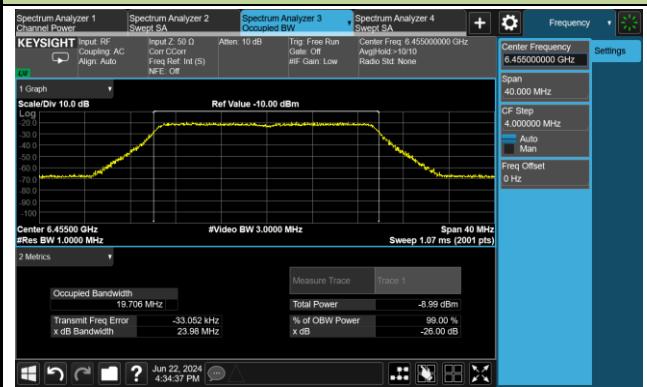 Spectrum Analyzer 1
Channel Power
Spectrum Analyzer 2
Swept SA
Spectrum Analyzer 3
Occupied BW
Spectrum Analyzer 4
Swept SA
Frequency
KEYSIGHT
Input: RF
Coupling: AC
Align: Auto
Input Z: 50 Ω
Corr CCorr
Freq Ref: Int (S)
NFE: Off
Atten: 10 dB
Trig: Free Run
Gate: Off
#IF Gain: Low
Center Freq: 6.455000000 GHz
Avg|Hold:>10/10
Radio Std: None
1 Graph
Scale/Div 10.0 dB
Ref Value -10.00 dBm
Log
-20.0
-30.0
-40.0
-50.0
-60.0
-70.0
-80.0
-90.0
-100
Center 6.45500 GHz
#Video BW 3.0000 MHz
Span 40 MHz
#Res BW 1.0000 MHz
Sweep 1.07 ms (2001 pts)
2 Metrics
Measure Trace
Trace 1
Occupied Bandwidth
19.706 MHz
Total Power
-8.99 dBm
Transmit Freq Error
-33.052 kHz
% of OBW Power
99.00 %
x dB Bandwidth
23.98 MHz
x dB
-26.00 dB
Center Frequency
6.455000000 GHz
Settings
Span
40.000 MHz
CF Step
4.000000 MHz
Auto
Man
Freq Offset
0 Hz
Jun 22, 2024
4:34:37 PM